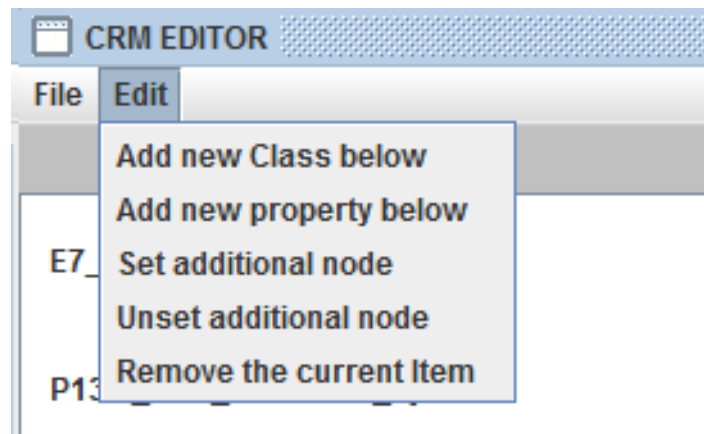 CRM EDITOR
File Edit
Add new Class below
Add new property below
E7_
Set additional node
Unset additional node
Remove the current Item